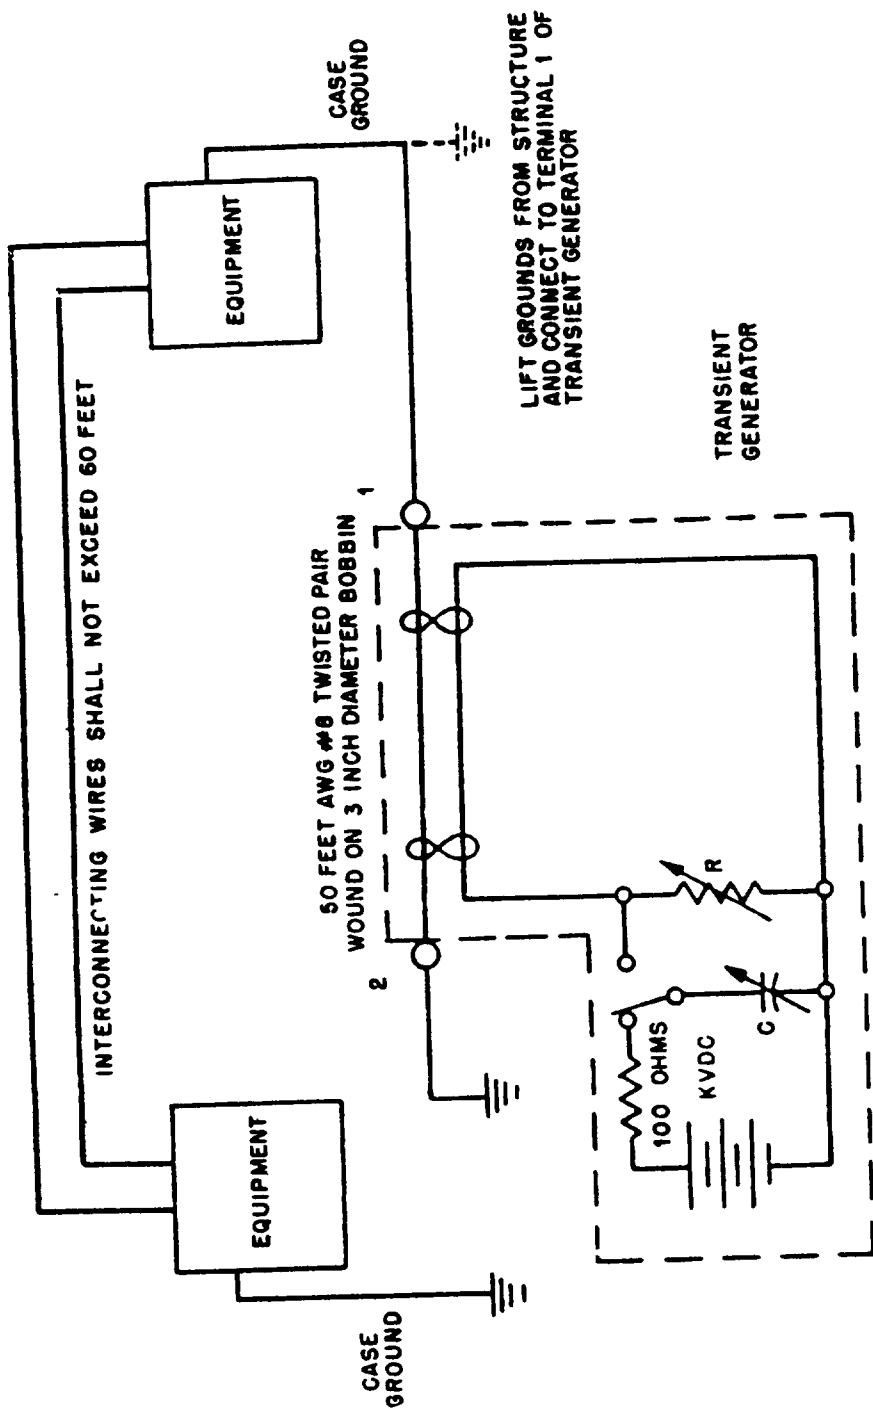 INTERCONNECTING WIRES SHALL NOT EXCEED 60 FEET
EQUIPMENT
EQUIPMENT
CASE
GROUND
CASE
GROUND
50 FEET AWG #8 TWISTED PAIR
WOUND ON 3 INCH DIAMETER BOBBIN
2
1
LIFT GROUNDS FROM STRUCTURE
AND CONNECT TO TERMINAL 1 OF
TRANSIENT GENERATOR
100 OHMS
KVDC
C
R
TRANSIENT
GENERATOR